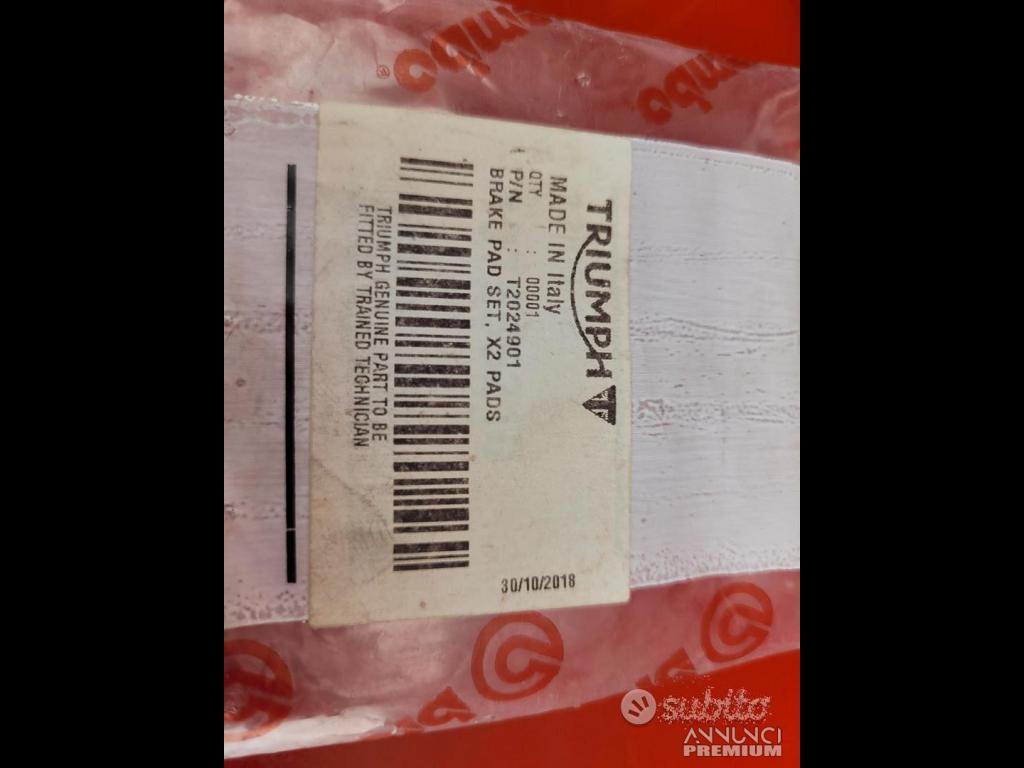 TRIUMPH
MADE IN Italy
QTY : 00001
P/N : T2024901
BRAKE PAD SET, X2 PADS
TRIUMPH GENUINE PART TO BE
FITTED BY TRAINED TECHNICIAN
30/10/2018
subito
ANNUNCI
PREMIUM